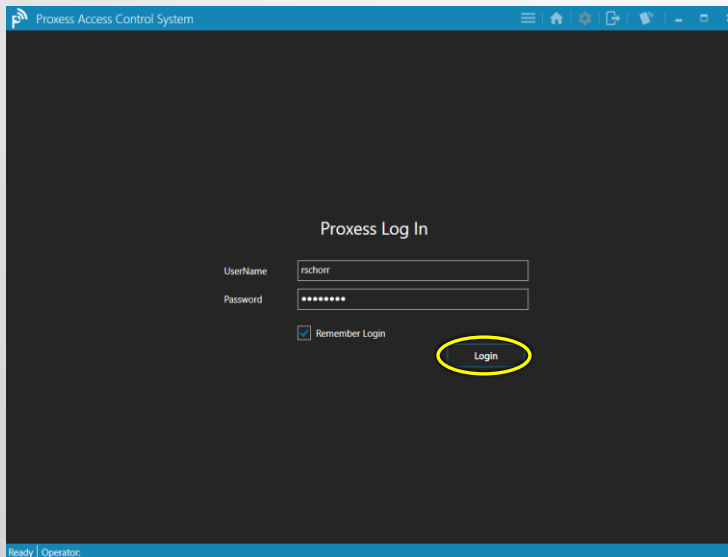 Proxess Access Control System
Proxess Log In
UserName
rschorr
Password
Remember Login
Login
Ready
Operator: